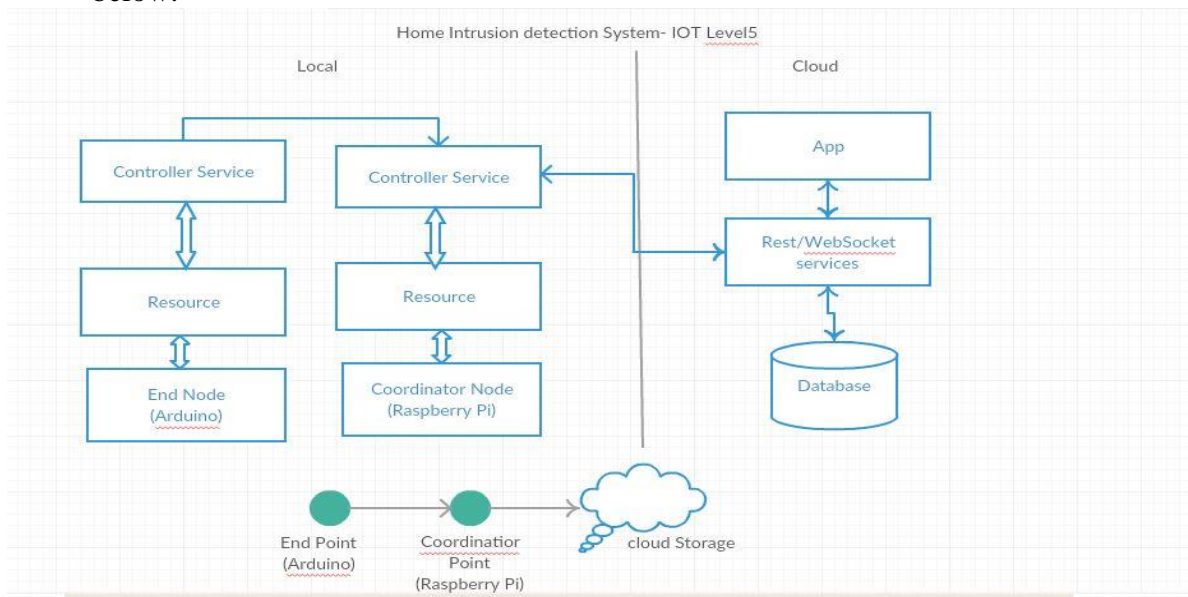 below.
Home Intrusion detection System- IOT Level5
Local
Cloud
Controller Service
Controller Service
App
Rest/WebSocket
services
Resource
Resource
End Node
(Arduino)
Coordinator Node
(Raspberry Pi)
Database
End Point
(Arduino)
Coordinatior
Point
(Raspberry Pi)
cloud Storage